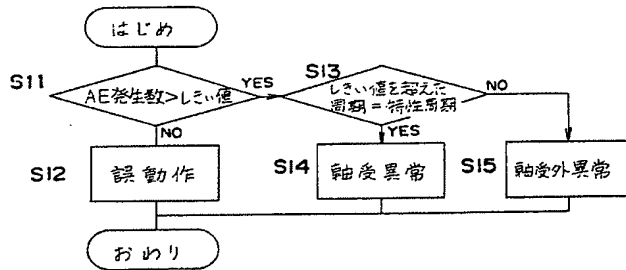 はじめ
S11
AE発生数>しきい値
YES
NO
S13
しきい値を超えた
周期=特性周期
NO
YES
S12
誤動作
S14
軸受異常
S15
軸受外異常
おわり